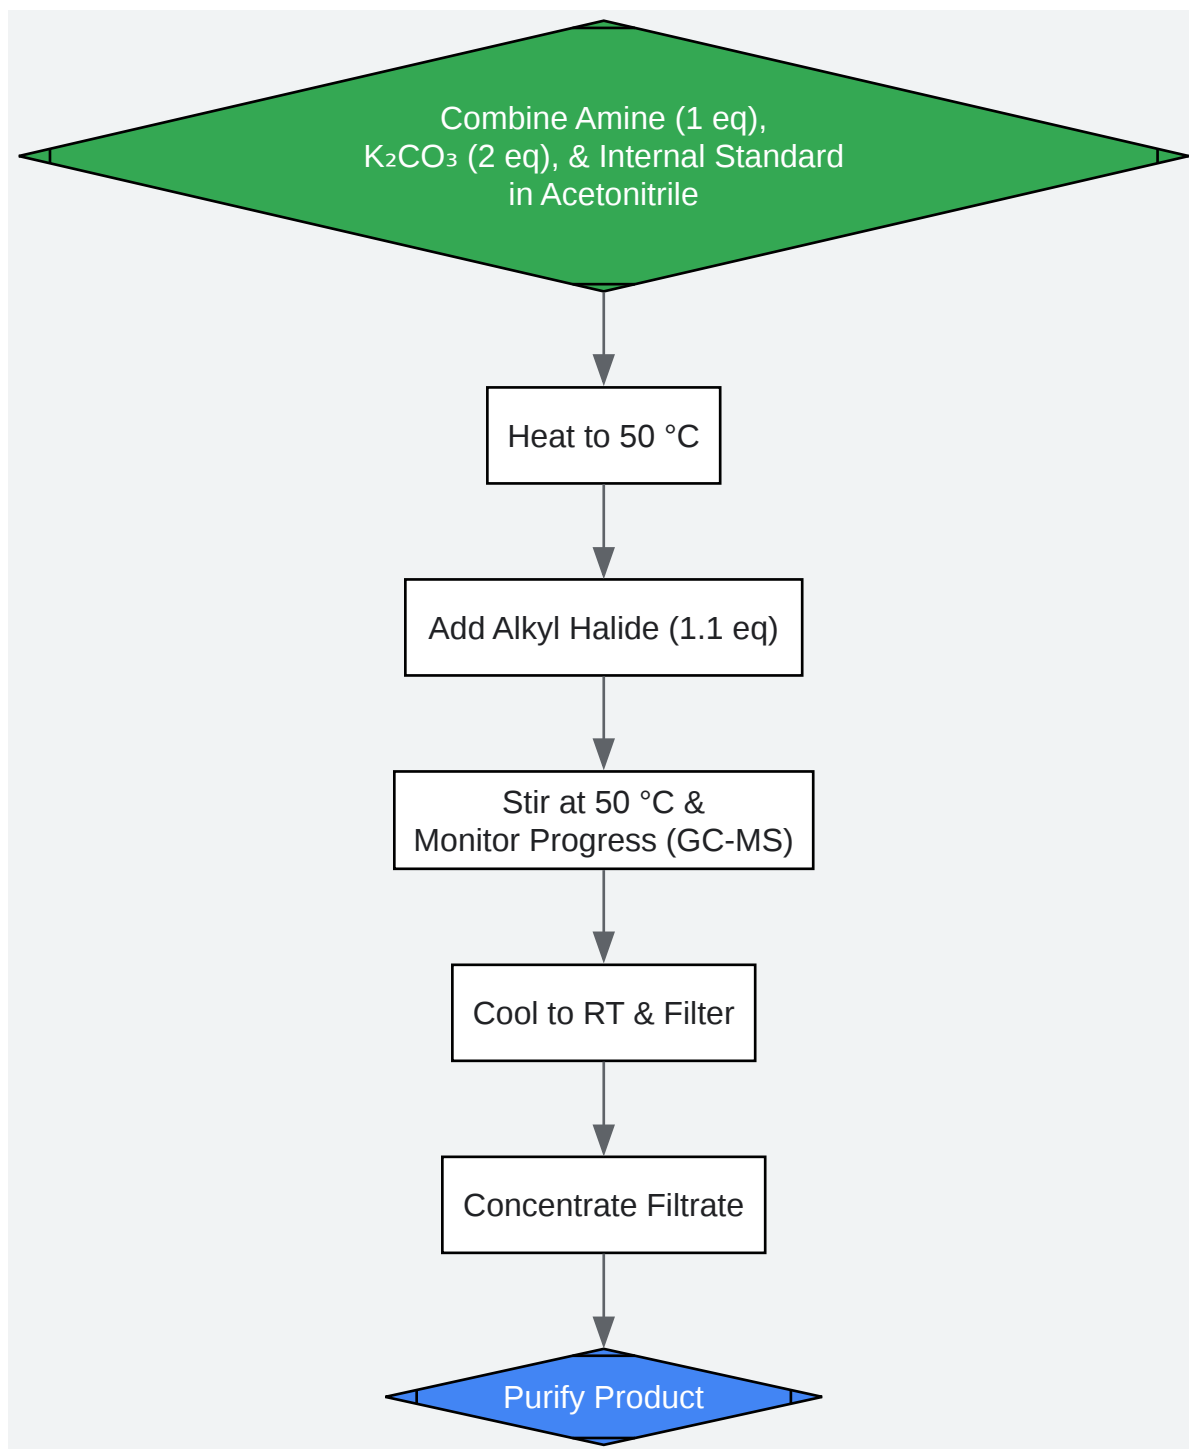 Combine Amine (1 eq),
K₂CO₃ (2 eq), & Internal Standard
in Acetonitrile
Heat to 50 °C
Add Alkyl Halide (1.1 eq)
Stir at 50 °C &
Monitor Progress (GC-MS)
Cool to RT & Filter
Concentrate Filtrate
Purify Product